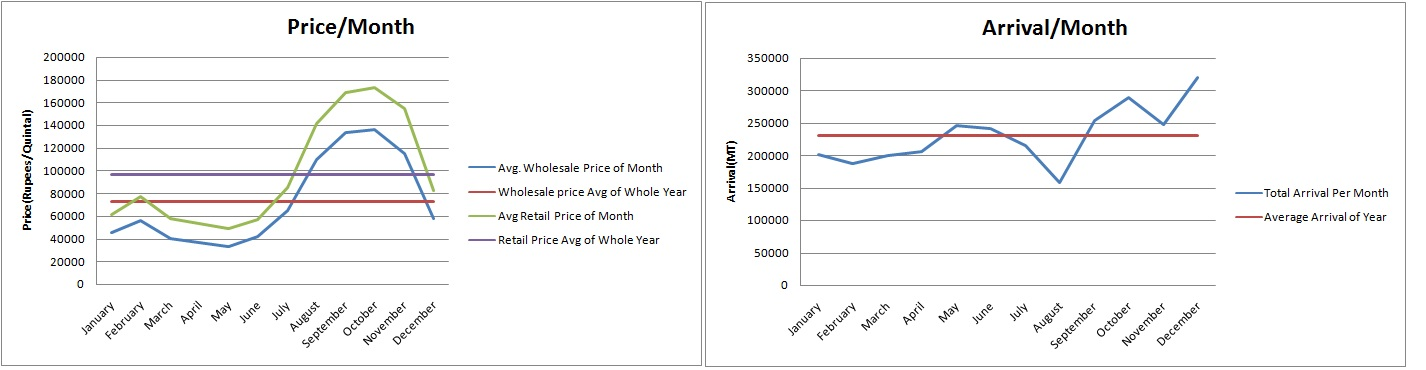 Price/Month
Price(Rupees/Quintal)
200000
180000
160000
140000
120000
100000
80000
60000
40000
20000
0
January
February
March
April
May
June
July
August
September
October
November
December
Avg. Wholesale Price of Month
Wholesale price Avg of Whole Year
Avg Retail Price of Month
Retail Price Avg of Whole Year
Arrival/Month
Arrival(MT)
350000
300000
250000
200000
150000
100000
50000
0
January
February
March
April
May
June
July
August
September
October
November
December
Total Arrival Per Month
Average Arrival of Year